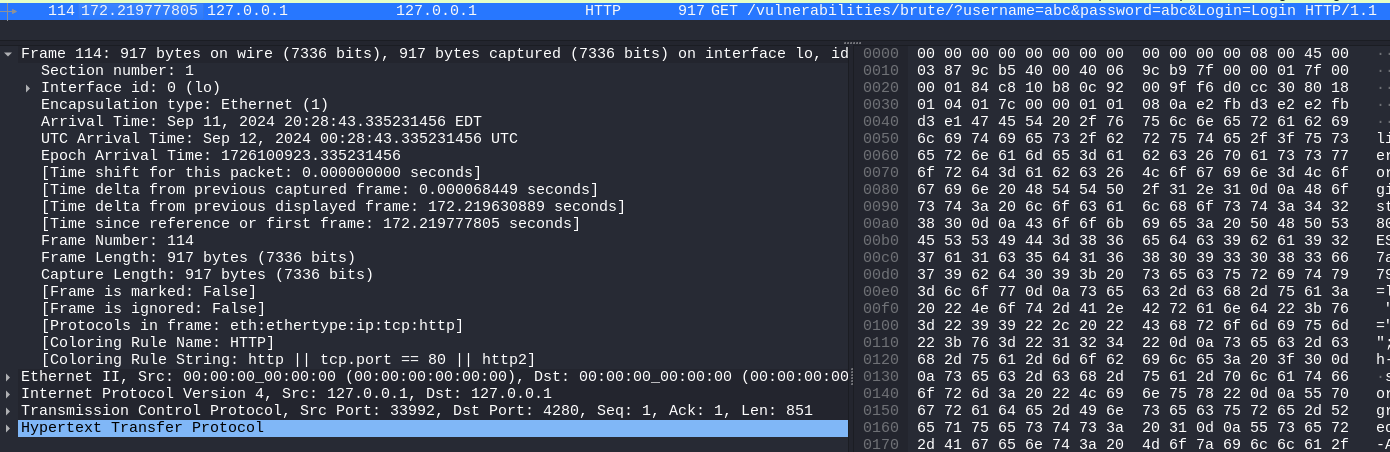 114 172.219777805 127.0.0.1 127.0.0.1 HTTP 917 GET /vulnerabilities/brute/?username=abc&password=abc&Login=Login HTTP/1.1
Frame 114: 917 bytes on wire (7336 bits), 917 bytes captured (7336 bits) on interface lo, id
Section number: 1
Interface id: 0 (lo)
Encapsulation type: Ethernet (1)
Arrival Time: Sep 11, 2024 20:28:43.335231456 EDT
UTC Arrival Time: Sep 12, 2024 00:28:43.335231456 UTC
Epoch Arrival Time: 1726100923.335231456
[Time shift for this packet: 0.000000000 seconds]
[Time delta from previous captured frame: 0.000068449 seconds]
[Time delta from previous displayed frame: 172.219630889 seconds]
[Time since reference or first frame: 172.219777805 seconds]
Frame Number: 114
Frame Length: 917 bytes (7336 bits)
Capture Length: 917 bytes (7336 bits)
[Frame is marked: False]
[Frame is ignored: False]
[Protocols in frame: eth:ethertype:ip:tcp:http]
[Coloring Rule Name: HTTP]
[Coloring Rule String: http || tcp.port == 80 || http2]
Ethernet II, Src: 00:00:00_00:00:00 (00:00:00:00:00:00), Dst: 00:00:00_00:00:00 (00:00:00:00
Internet Protocol Version 4, Src: 127.0.0.1, Dst: 127.0.0.1
Transmission Control Protocol, Src Port: 33992, Dst Port: 4280, Seq: 1, Ack: 1, Len: 851
Hypertext Transfer Protocol
0000 00 00 00 00 00 00 00 00 00 00 00 00 08 00 45 00
0010 03 87 9c b5 40 00 40 06 9c b9 7f 00 00 01 7f 00
0020 00 01 84 c8 10 b8 0c 92 00 9f f6 d0 cc 30 80 18
0030 01 04 01 7c 00 00 01 01 08 0a e2 fb d3 e2 e2 fb
0040 d3 e1 47 45 54 20 2f 76 75 6c 6e 65 72 61 62 69
0050 6c 69 74 69 65 73 2f 62 72 75 74 65 2f 3f 75 73 li
0060 65 72 6e 61 6d 65 3d 61 62 63 26 70 61 73 73 77 er
0070 6f 72 64 3d 61 62 63 26 4c 6f 67 69 6e 3d 4c 6f or
0080 67 69 6e 20 48 54 54 50 2f 31 2e 31 0d 0a 48 6f gi
0090 73 74 3a 20 6c 6f 63 61 6c 68 6f 73 74 3a 34 32 st
00a0 38 30 0d 0a 43 6f 6f 6b 69 65 3a 20 50 48 50 53 80
00b0 45 53 53 49 44 3d 38 36 65 64 63 39 62 61 39 32 ES
00c0 37 61 31 63 35 64 31 36 38 30 39 33 30 38 33 66 7a
00d0 37 39 62 64 30 39 3b 20 73 65 63 75 72 69 74 79 79
00e0 3d 6c 6f 77 0d 0a 73 65 63 2d 63 68 2d 75 61 3a =l
00f0 20 22 4e 6f 74 0d 2d 41 2e 42 72 61 6e 64 22 3b 76 "
0100 3d 22 39 39 22 2c 20 22 43 68 72 6f 6d 69 75 6d ="
0110 22 3b 76 3d 22 31 32 34 22 0d 0a 73 65 63 2d 63 ";
0120 68 2d 75 61 2d 6d 6f 62 69 6c 65 3a 20 3f 30 0d h-
0130 0a 73 65 63 2d 63 68 2d 75 61 2d 70 6c 61 74 66 ·s
0140 6f 72 6d 3a 20 22 4c 69 6e 75 78 22 0d 0a 55 70 or
0150 67 72 61 64 65 2d 49 6e 73 65 63 75 72 65 2d 52 gr
0160 65 71 75 65 73 74 73 3a 20 31 0d 0a 55 73 65 72 eq
0170 2d 41 67 65 6e 74 3a 20 4d 6f 7a 69 6c 6c 61 2f -A